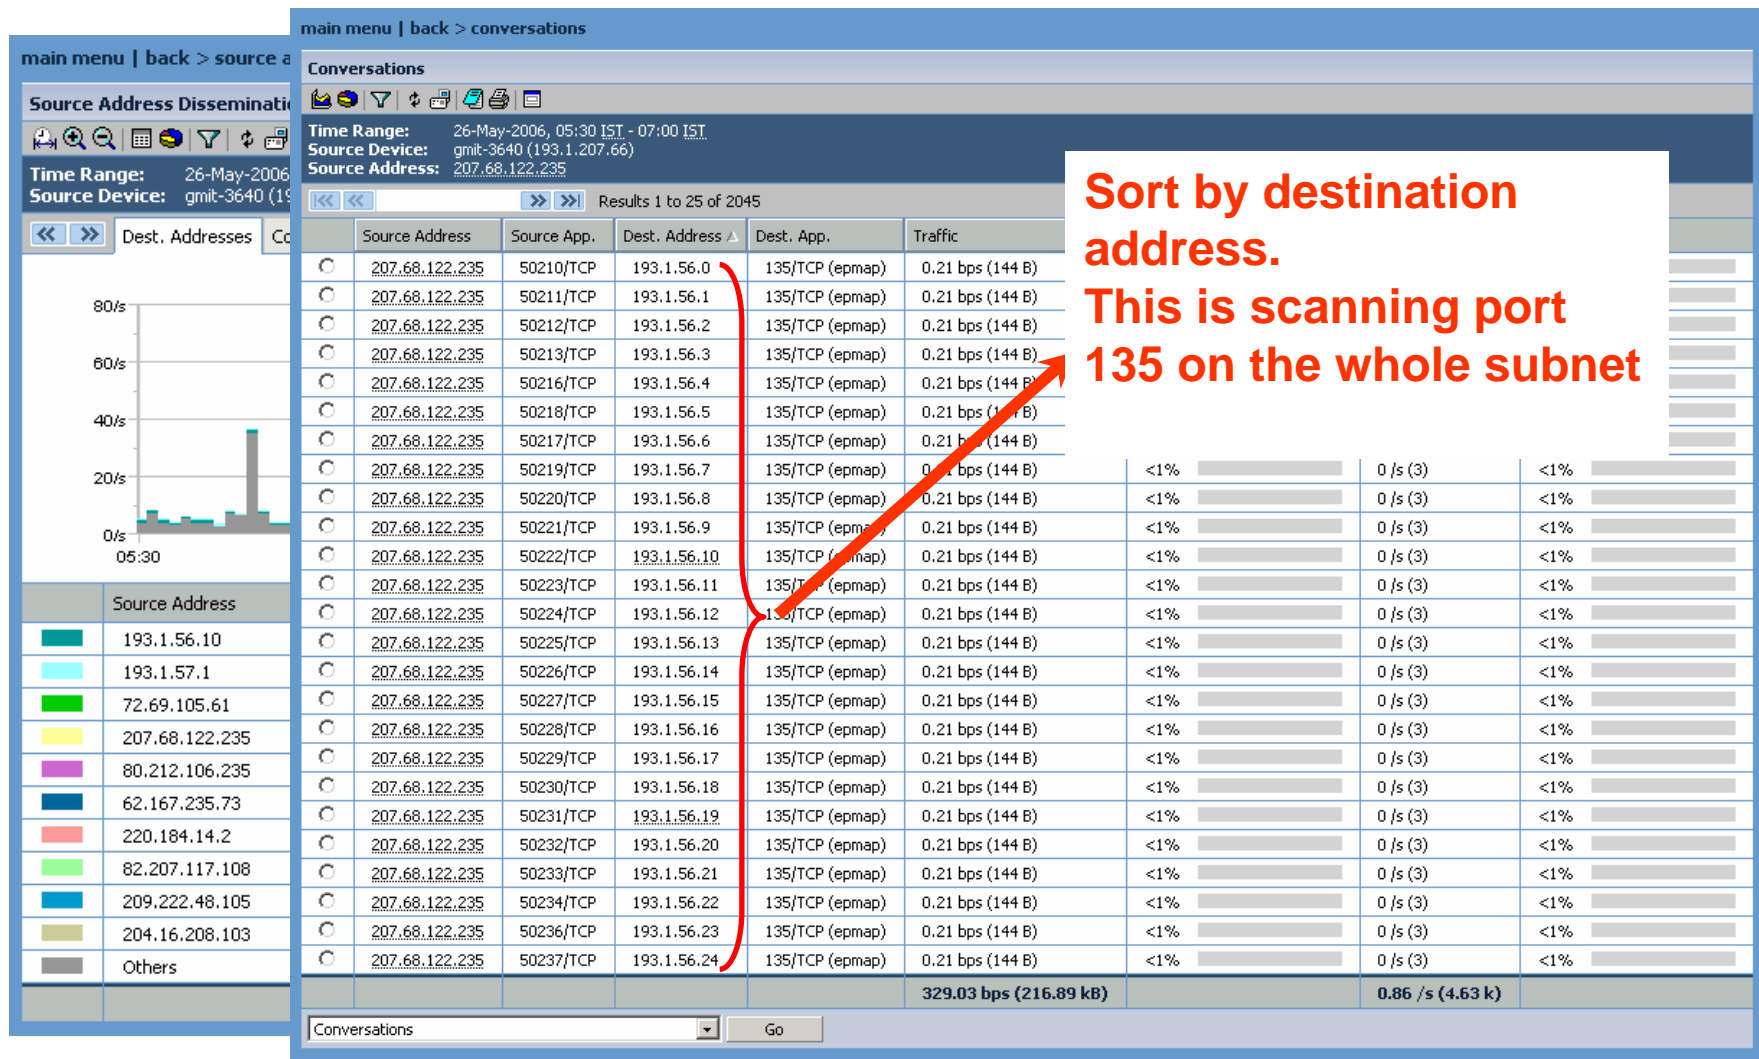 main menu | back > source a
Source Address Disseminati
Time Range: 26-May-2006
Source Device: gmit-3640 (19
Dest. Addresses Co
80/s
60/s
40/s
20/s
0/s
05:30
Source Address
193.1.56.10
193.1.57.1
72.69.105.61
207.68.122.235
80.212.106.235
62.167.235.73
220.184.14.2
82.207.117.108
209.222.48.105
204.16.208.103
Others
main menu | back > conversations
Conversations
Time Range: 26-May-2006, 05:30 IST - 07:00 IST
Source Device: gmit-3640 (193.1.207.66)
Source Address: 207.68.122.235
Results 1 to 25 of 2045
Source Address Source App. Dest. Address Dest. App. Traffic
207.68.122.235 50210/TCP 193.1.56.0 135/TCP (epmap) 0.21 bps (144 B)
207.68.122.235 50211/TCP 193.1.56.1 135/TCP (epmap) 0.21 bps (144 B)
207.68.122.235 50212/TCP 193.1.56.2 135/TCP (epmap) 0.21 bps (144 B)
207.68.122.235 50213/TCP 193.1.56.3 135/TCP (epmap) 0.21 bps (144 B)
207.68.122.235 50216/TCP 193.1.56.4 135/TCP (epmap) 0.21 bps (144 B)
207.68.122.235 50218/TCP 193.1.56.5 135/TCP (epmap) 0.21 bps (144 B)
207.68.122.235 50217/TCP 193.1.56.6 135/TCP (epmap) 0.21 bps (144 B)
207.68.122.235 50219/TCP 193.1.56.7 135/TCP (epmap) 0.21 bps (144 B) <1% 0 /s (3) <1%
207.68.122.235 50220/TCP 193.1.56.8 135/TCP (epmap) 0.21 bps (144 B) <1% 0 /s (3) <1%
207.68.122.235 50221/TCP 193.1.56.9 135/TCP (epmap) 0.21 bps (144 B) <1% 0 /s (3) <1%
207.68.122.235 50222/TCP 193.1.56.10 135/TCP (epmap) 0.21 bps (144 B) <1% 0 /s (3) <1%
207.68.122.235 50223/TCP 193.1.56.11 135/TCP (epmap) 0.21 bps (144 B) <1% 0 /s (3) <1%
207.68.122.235 50224/TCP 193.1.56.12 135/TCP (epmap) 0.21 bps (144 B) <1% 0 /s (3) <1%
207.68.122.235 50225/TCP 193.1.56.13 135/TCP (epmap) 0.21 bps (144 B) <1% 0 /s (3) <1%
207.68.122.235 50226/TCP 193.1.56.14 135/TCP (epmap) 0.21 bps (144 B) <1% 0 /s (3) <1%
207.68.122.235 50227/TCP 193.1.56.15 135/TCP (epmap) 0.21 bps (144 B) <1% 0 /s (3) <1%
207.68.122.235 50228/TCP 193.1.56.16 135/TCP (epmap) 0.21 bps (144 B) <1% 0 /s (3) <1%
207.68.122.235 50229/TCP 193.1.56.17 135/TCP (epmap) 0.21 bps (144 B) <1% 0 /s (3) <1%
207.68.122.235 50230/TCP 193.1.56.18 135/TCP (epmap) 0.21 bps (144 B) <1% 0 /s (3) <1%
207.68.122.235 50231/TCP 193.1.56.19 135/TCP (epmap) 0.21 bps (144 B) <1% 0 /s (3) <1%
207.68.122.235 50232/TCP 193.1.56.20 135/TCP (epmap) 0.21 bps (144 B) <1% 0 /s (3) <1%
207.68.122.235 50233/TCP 193.1.56.21 135/TCP (epmap) 0.21 bps (144 B) <1% 0 /s (3) <1%
207.68.122.235 50234/TCP 193.1.56.22 135/TCP (epmap) 0.21 bps (144 B) <1% 0 /s (3) <1%
207.68.122.235 50236/TCP 193.1.56.23 135/TCP (epmap) 0.21 bps (144 B) <1% 0 /s (3) <1%
207.68.122.235 50237/TCP 193.1.56.24 135/TCP (epmap) 0.21 bps (144 B) <1% 0 /s (3) <1%
329.03 bps (216.89 kB) 0.86 /s (4.63 k)
Conversations Go
Sort by destination
address.
This is scanning port
135 on the whole subnet